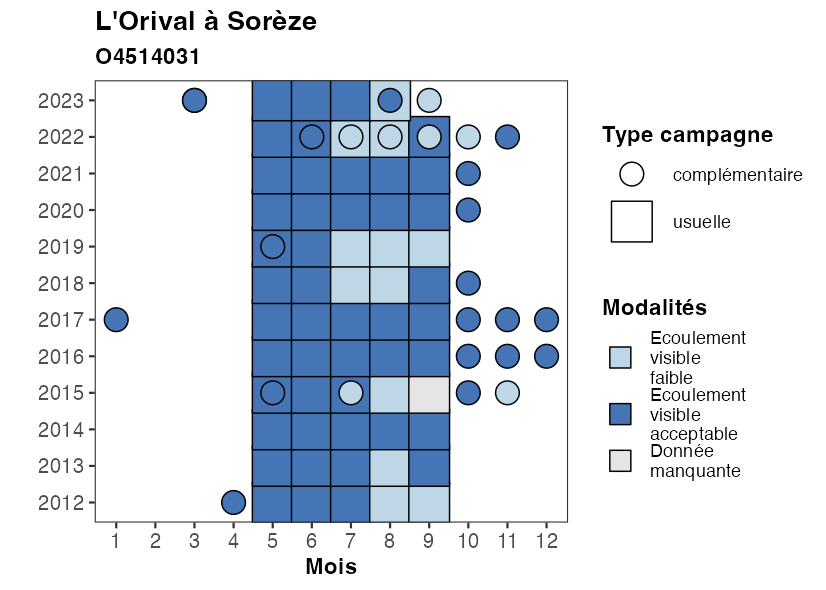 L'Orival à Sorèze
O4514031
2023
2022
2021
2020
2019
2018
2017
2016
2015
2014
2013
2012
1 2 3 4 5 6 7 8 9 10 11 12
Mois
Type campagne
complémentaire
usuelle
Modalités
Ecoulement
visible
faible
Ecoulement
visible
acceptable
Donnée
manquante